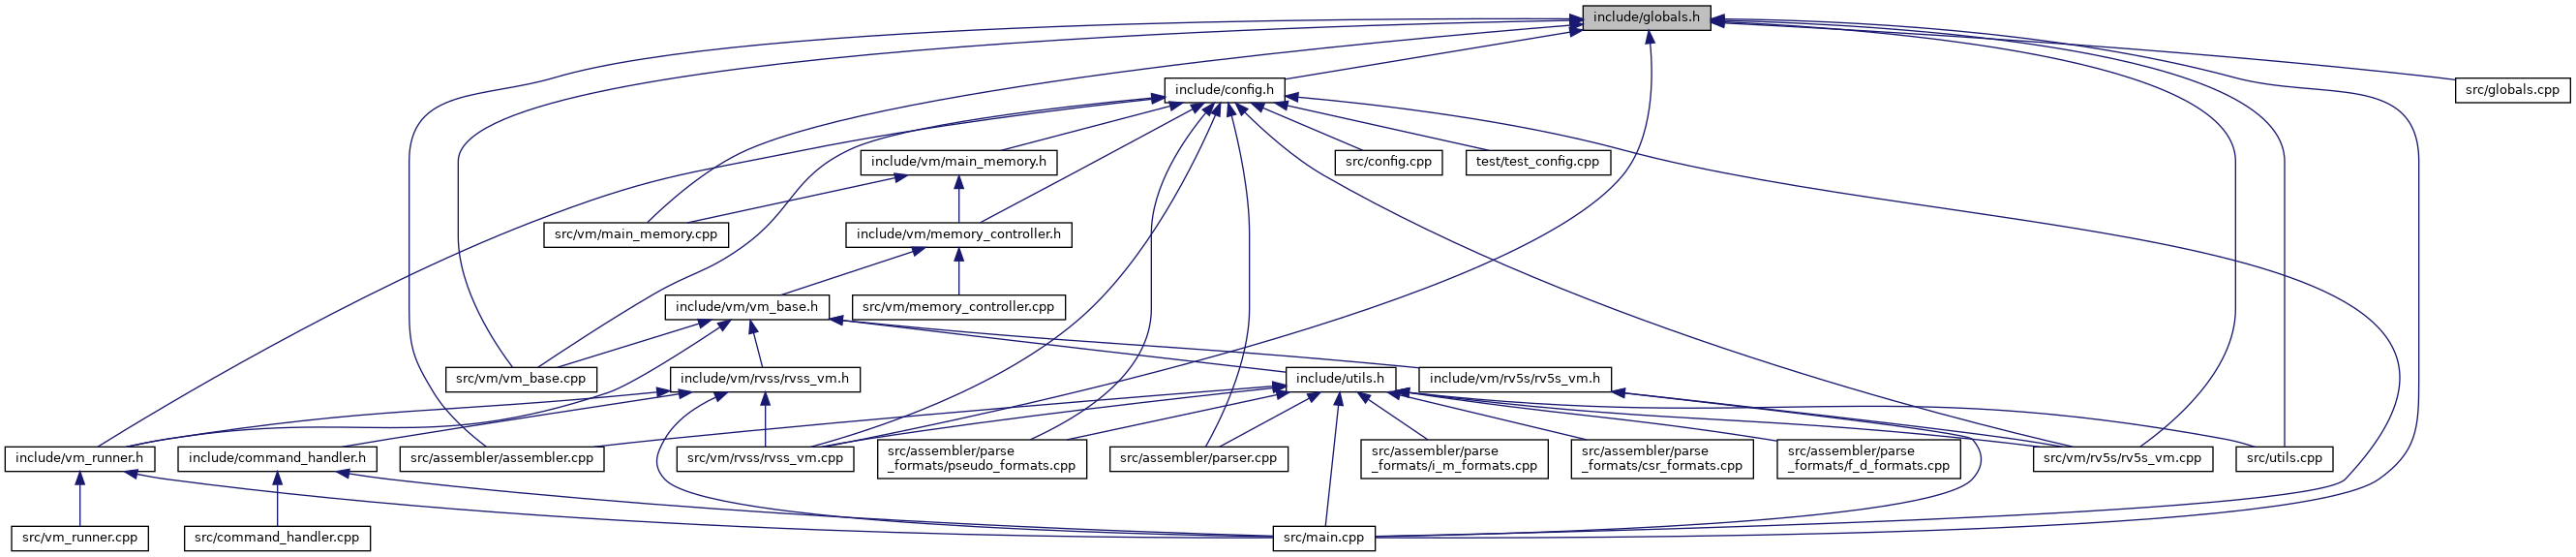 include/globals.h
include/config.h
src/globals.cpp
include/vm/main_memory.h
src/config.cpp
test/test_config.cpp
src/vm/main_memory.cpp
include/vm/memory_controller.h
include/vm/vm_base.h
src/vm/memory_controller.cpp
src/vm/vm_base.cpp
include/vm/rvss/rvss_vm.h
include/utils.h
include/vm/rv5s/rv5s_vm.h
include/vm_runner.h
include/command_handler.h
src/assembler/assembler.cpp
src/vm/rvss/rvss_vm.cpp
src/assembler/parse
_formats/pseudo_formats.cpp
src/assembler/parser.cpp
src/assembler/parse
_formats/i_m_formats.cpp
src/assembler/parse
_formats/csr_formats.cpp
src/assembler/parse
_formats/f_d_formats.cpp
src/vm/rv5s/rv5s_vm.cpp
src/utils.cpp
src/vm_runner.cpp
src/command_handler.cpp
src/main.cpp